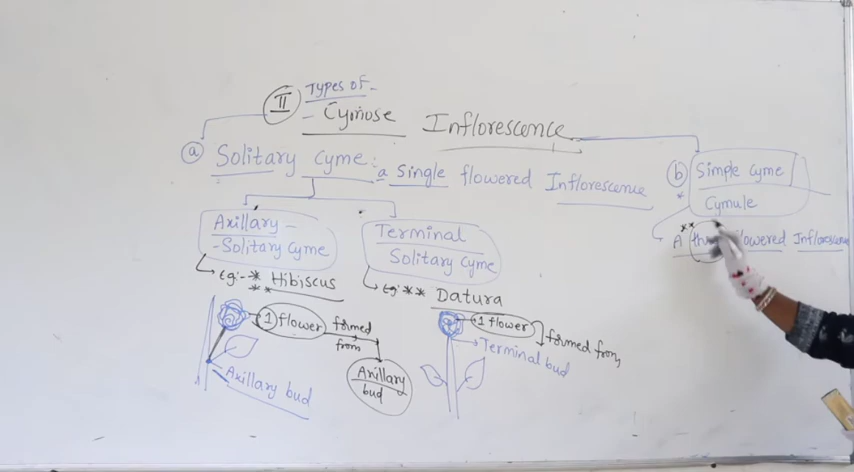 II Types of -
- Cymose Inflorescence
a Solitary Cyme: a single flowered Inflorescence
b Simple Cyme
* Cymule
** A flowered Inflorescence
Axillary -
- Solitary Cyme
Eg:- * Hibiscus
**
1 flower formed
from
Axillary
bud
Axillary bud
Terminal
Solitary Cyme
Eg: ** Datura
1 flower formed from
Terminal bud